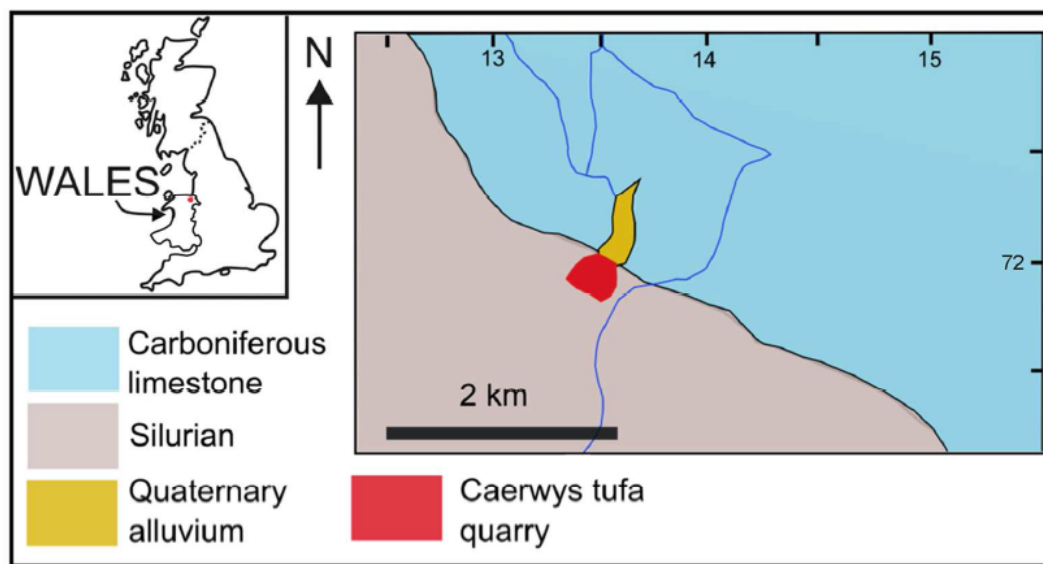 WALES
N
13
14
15
72
2 km
Carboniferous
limestone
Silurian
Quaternary
alluvium
Caerwys tufa
quarry